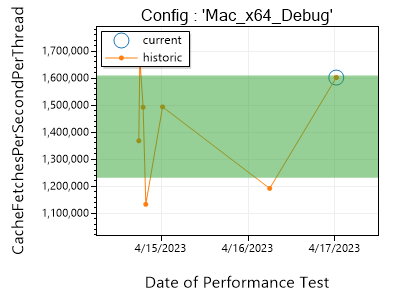 Config : 'Mac_x64_Debug'
CacheFetchesPerSecondPerThread
current
historic
1,700,000
1,600,000
1,500,000
1,400,000
1,300,000
1,200,000
1,100,000
4/15/2023 4/16/2023 4/17/2023
Date of Performance Test